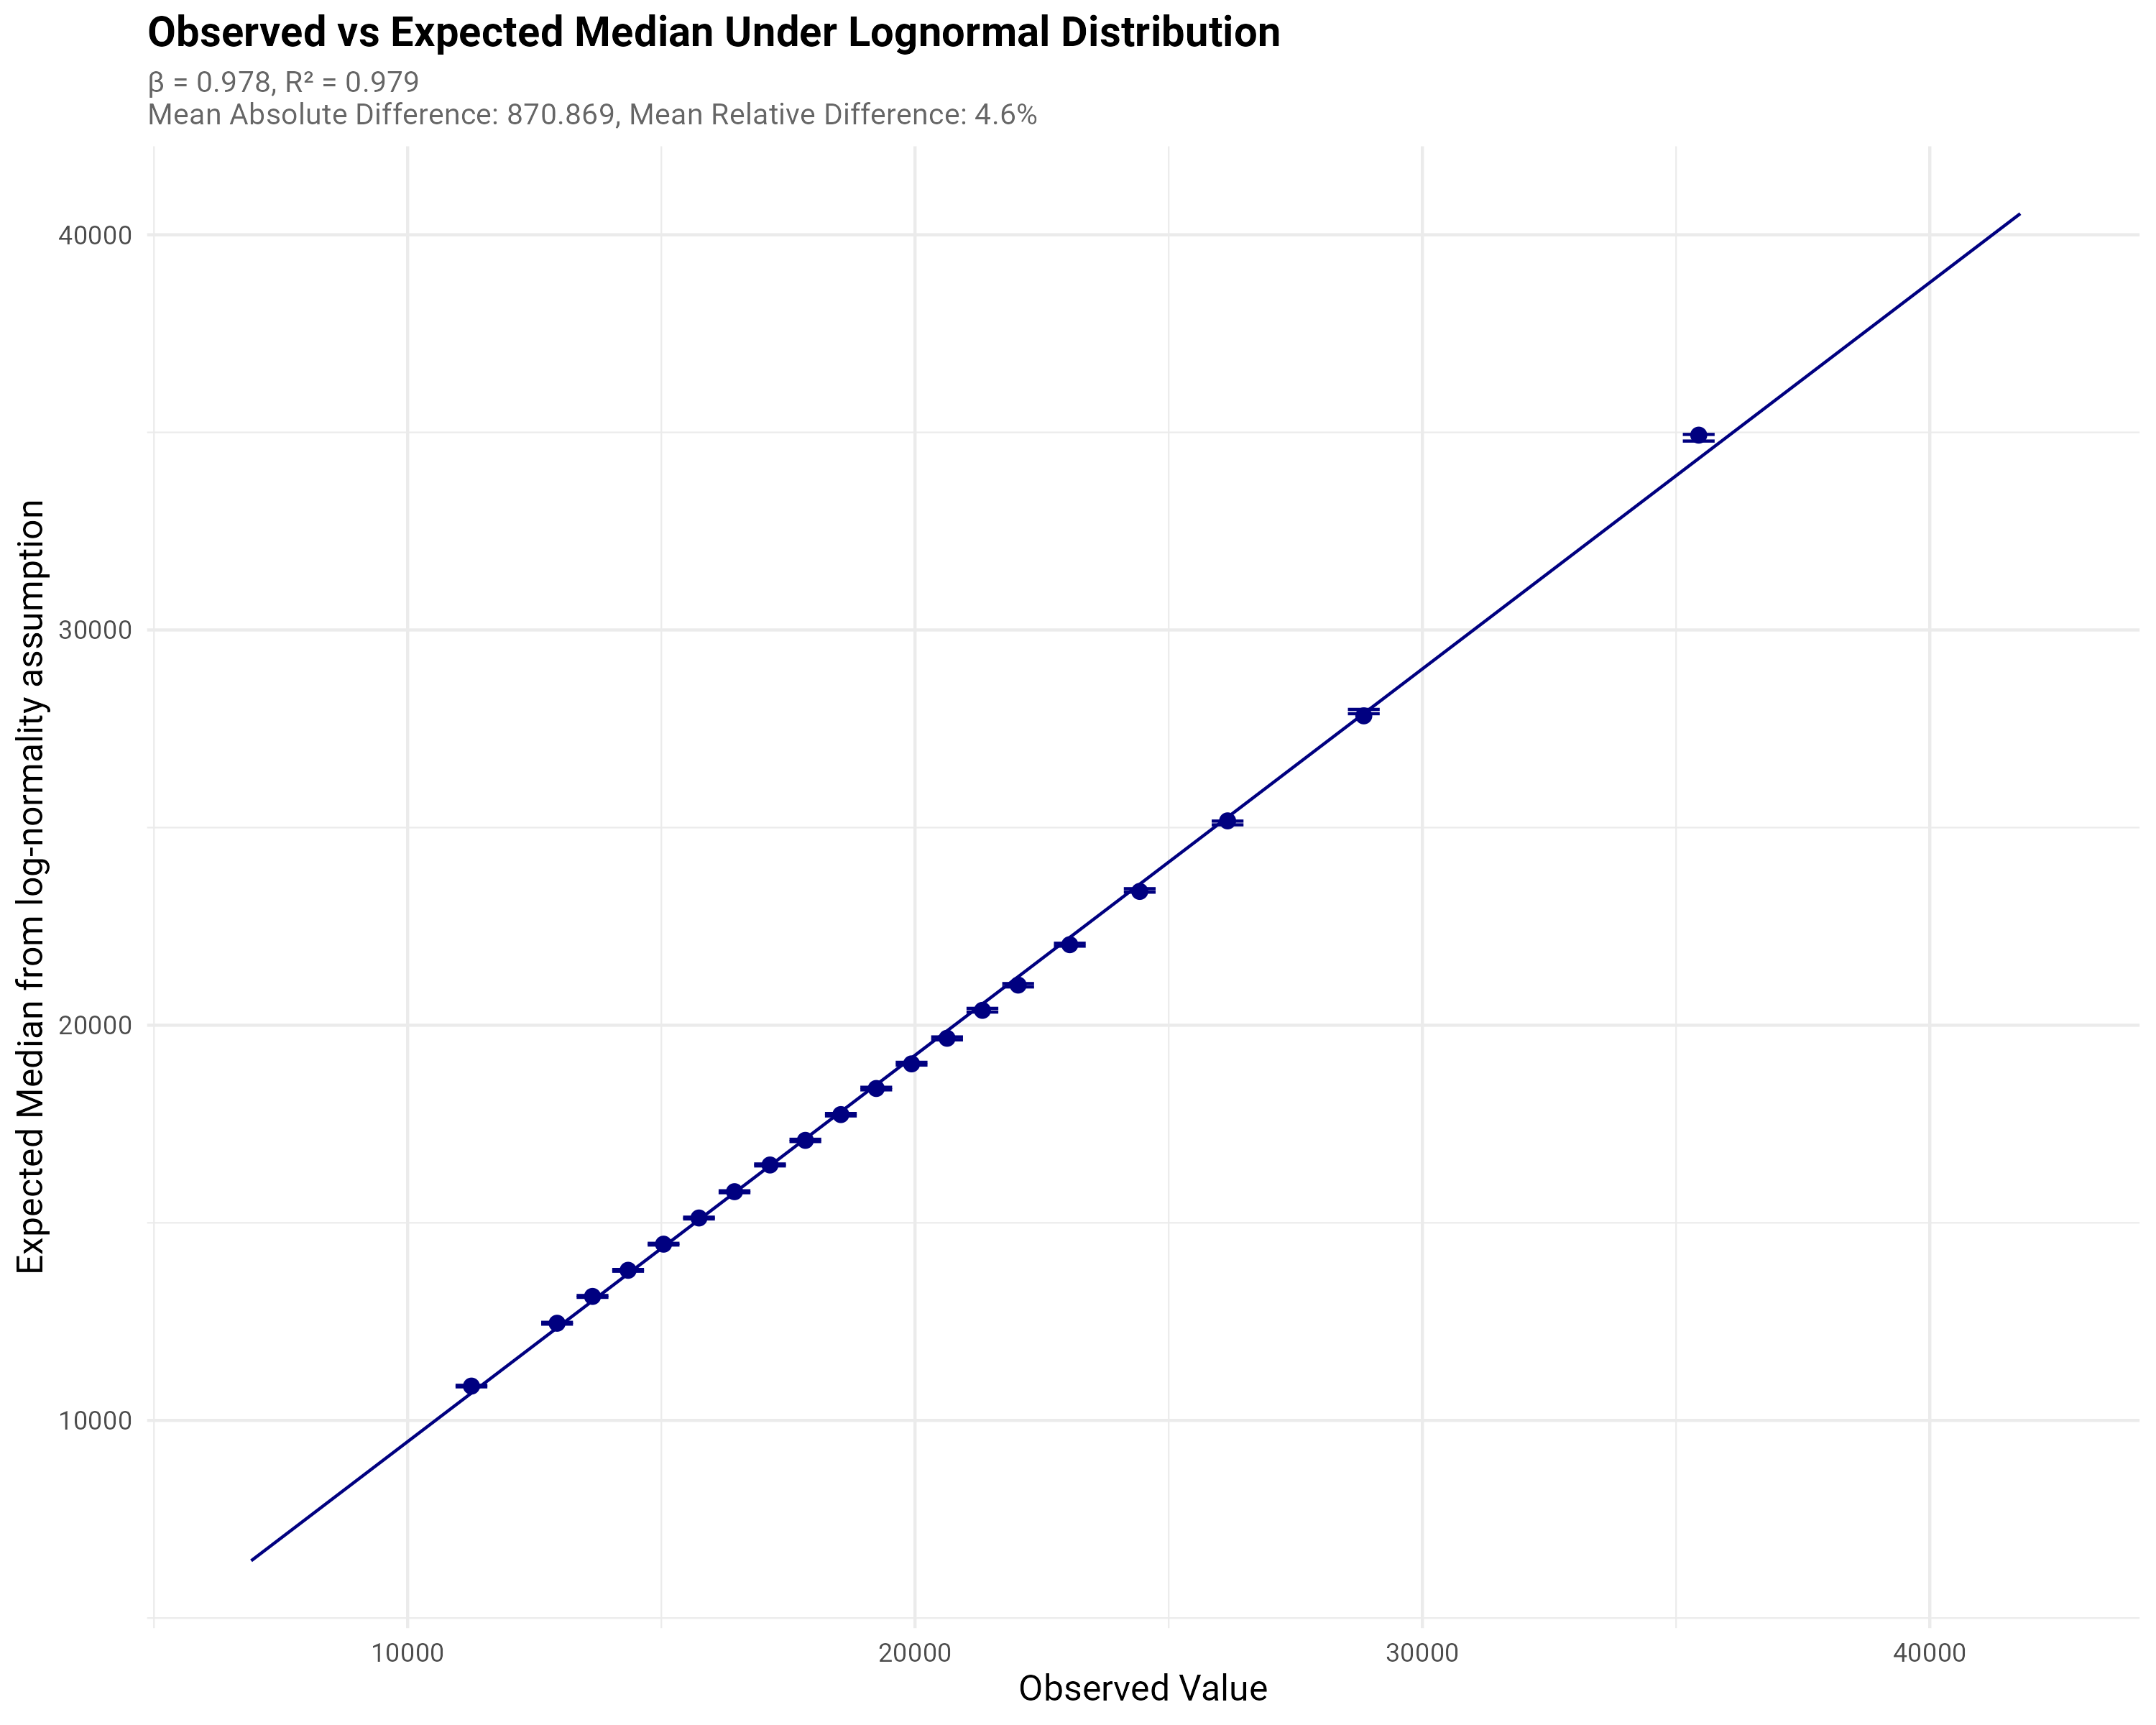 Observed vs Expected Median Under Lognormal Distribution
β = 0.978, R² = 0.979
Mean Absolute Difference: 870.869, Mean Relative Difference: 4.6%
Expected Median from log-normality assumption
40000
30000
20000
10000
10000
20000
30000
40000
Observed Value